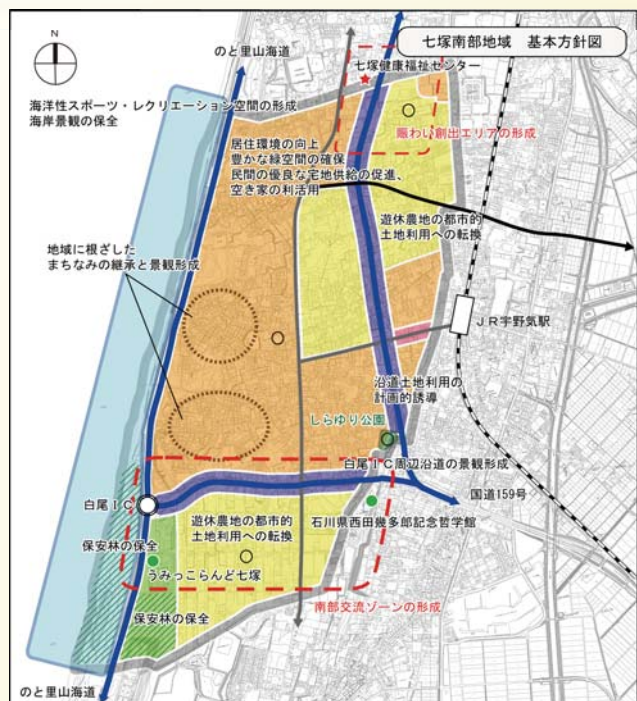 七塚南部地域 基本方針図
N
のと里山海道
七塚健康福祉センター
海洋性スポーツ・レクリエーション空間の形成
海岸景観の保全
賑わい創出エリアの形成
居住環境の向上
豊かな緑空間の確保
民間の優良な宅地供給の促進、
空き家の利活用
遊休農地の都市的
土地利用への転換
地域に根ざした
まちなみの継承と景観形成
JR宇野気駅
沿道土地利用の
計画的誘導
しらゆり公園
白尾IC周辺沿道の景観形成
白尾IC
国道159号
遊休農地の都市的
土地利用への転換
石川県西田幾多郎記念哲学館
保安林の保全
うみっこらんど七塚
南部交流ゾーンの形成
保安林の保全
のと里山海道